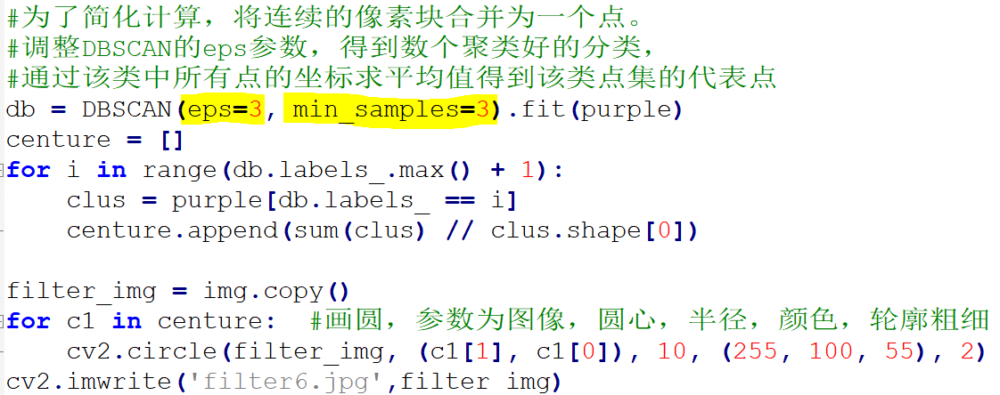 #为了简化计算，将连续的像素块合并为一个点。
#调整DBSCAN的eps参数，得到数个聚类好的分类，
#通过该类中所有点的坐标求平均值得到该类点集的代表点
db = DBSCAN(eps=3, min_samples=3).fit(purple)
centure = []
for i in range(db.labels_.max() + 1):
    clus = purple[db.labels_ == i]
    centure.append(sum(clus) // clus.shape[0])
filter_img = img.copy()
for c1 in centure:  #画圆，参数为图像，圆心，半径，颜色，轮廓粗细
    cv2.circle(filter_img, (c1[1], c1[0]), 10, (255, 100, 55), 2)
cv2.imwrite('filter6.jpg',filter_img)